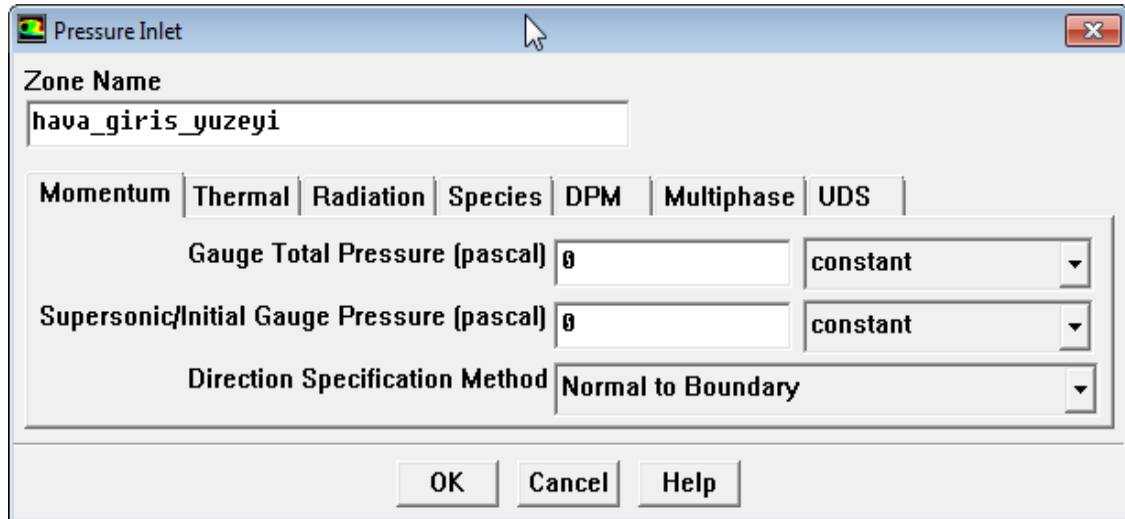 Pressure Inlet
Zone Name
hava_giris_yuzeyi
Momentum Thermal Radiation Species DPM Multiphase UDS
Gauge Total Pressure (pascal) 0 constant
Supersonic/Initial Gauge Pressure (pascal) 0 constant
Direction Specification Method Normal to Boundary
OK Cancel Help